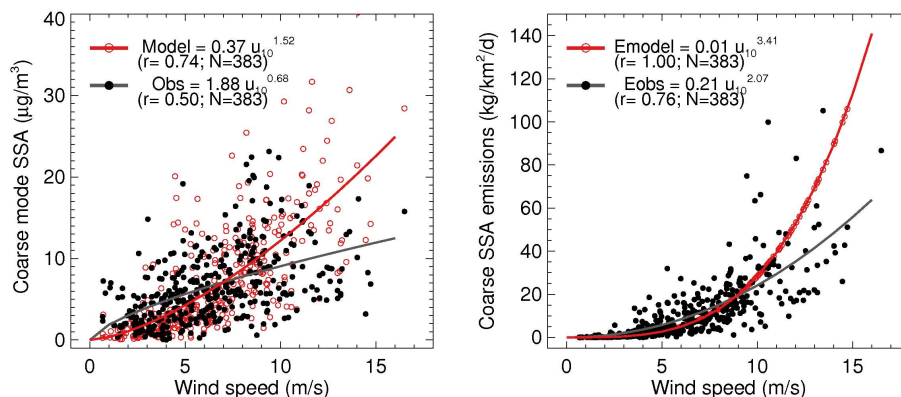 Model = 0.37 u₁₀^1.52
(r= 0.74; N=383)
Obs = 1.88 u₁₀^0.68
(r= 0.50; N=383)
Coarse mode SSA (μg/m³)
40
30
20
10
0
0 5 10 15
Wind speed (m/s)
Emodel = 0.01 u₁₀^3.41
(r= 1.00; N=383)
Eobs = 0.21 u₁₀^2.07
(r= 0.76; N=383)
Coarse SSA emissions (kg/km²/d)
140
120
100
80
60
40
20
0
0 5 10 15
Wind speed (m/s)